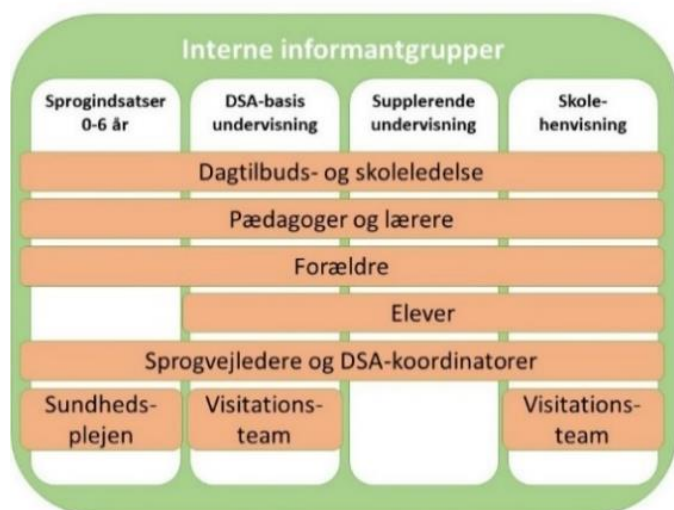 Interne informantgrupper
Sprogindsatser
0-6 år
DSA-basis
undervisning
Supplerende
undervisning
Skole-
henvisning
Dagtilbuds- og skoleledelse
Pædagoger og lærere
Forældre
Elever
Sprogvejledere og DSA-koordinatorer
Sundheds-
plejen
Visitations-
team
Visitations-
team